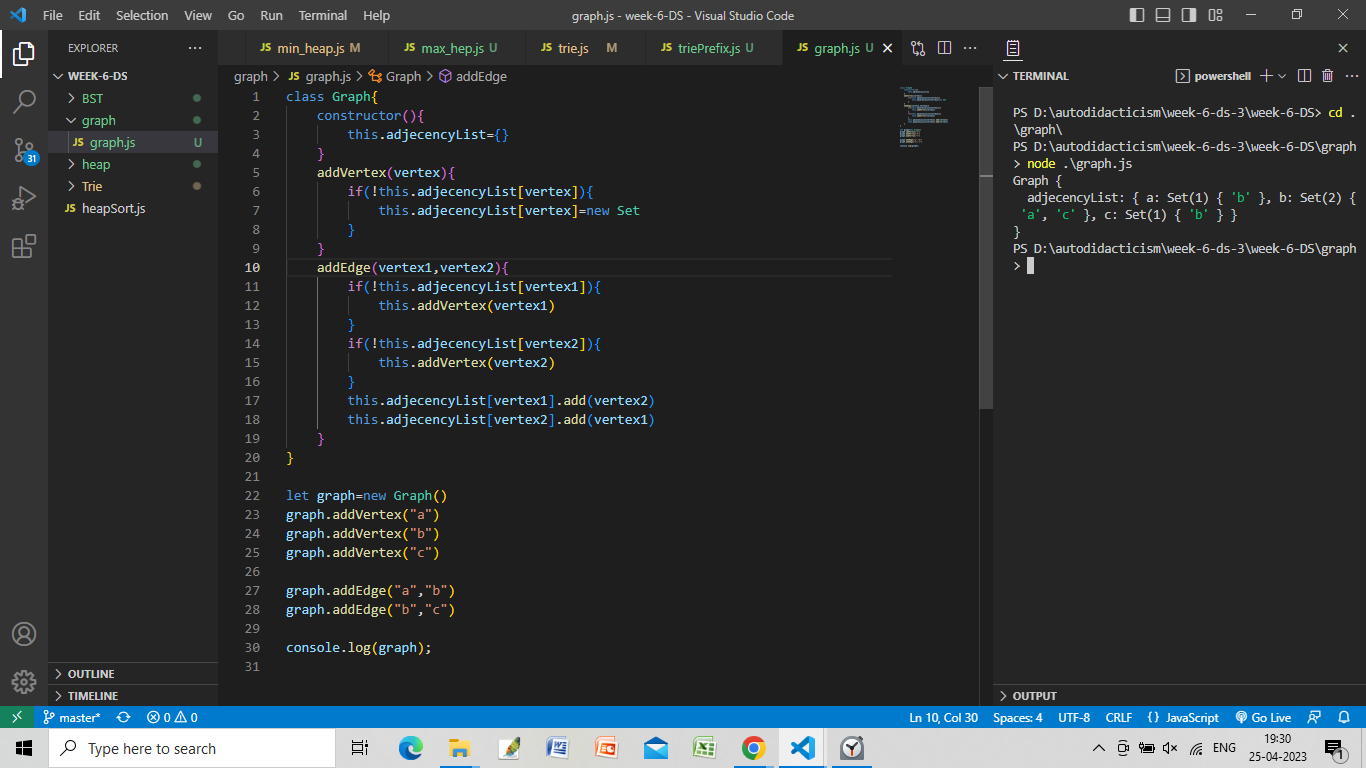 File Edit Selection View Go Run Terminal Help
graph.js - week-6-DS - Visual Studio Code
EXPLORER
WEEK-6-DS
BST
graph
JS graph.js U
heap
Trie
JS heapSort.js
OUTLINE
TIMELINE
31
JS min_heap.js M JS max_hep.js U JS trie.js M JS triePrefix.js U JS graph.js U
graph > JS graph.js > Graph > addEdge
1 class Graph{
2 constructor(){
3 this.adjecencyList={}
4 }
5 addVertex(vertex){
6 if(!this.adjecencyList[vertex]){
7 this.adjecencyList[vertex]=new Set
8 }
9 }
10 addEdge(vertex1,vertex2){
11 if(!this.adjecencyList[vertex1]){
12 this.addVertex(vertex1)
13 }
14 if(!this.adjecencyList[vertex2]){
15 this.addVertex(vertex2)
16 }
17 this.adjecencyList[vertex1].add(vertex2)
18 this.adjecencyList[vertex2].add(vertex1)
19 }
20 }
21
22 let graph=new Graph()
23 graph.addVertex("a")
24 graph.addVertex("b")
25 graph.addVertex("c")
26
27 graph.addEdge("a","b")
28 graph.addEdge("b","c")
29
30 console.log(graph);
31
TERMINAL powershell
PS D:\autodidacticism\week-6-ds-3\week-6-DS> cd .
\graph\
PS D:\autodidacticism\week-6-ds-3\week-6-DS\graph
> node .\graph.js
Graph {
adjecencyList: { a: Set(1) { 'b' }, b: Set(2) {
'a', 'c' }, c: Set(1) { 'b' } }
}
PS D:\autodidacticism\week-6-ds-3\week-6-DS\graph
>
OUTPUT
master* 0 0 Ln 10, Col 30 Spaces: 4 UTF-8 CRLF {} JavaScript Go Live
Type here to search
ENG
19:30
25-04-2023
1